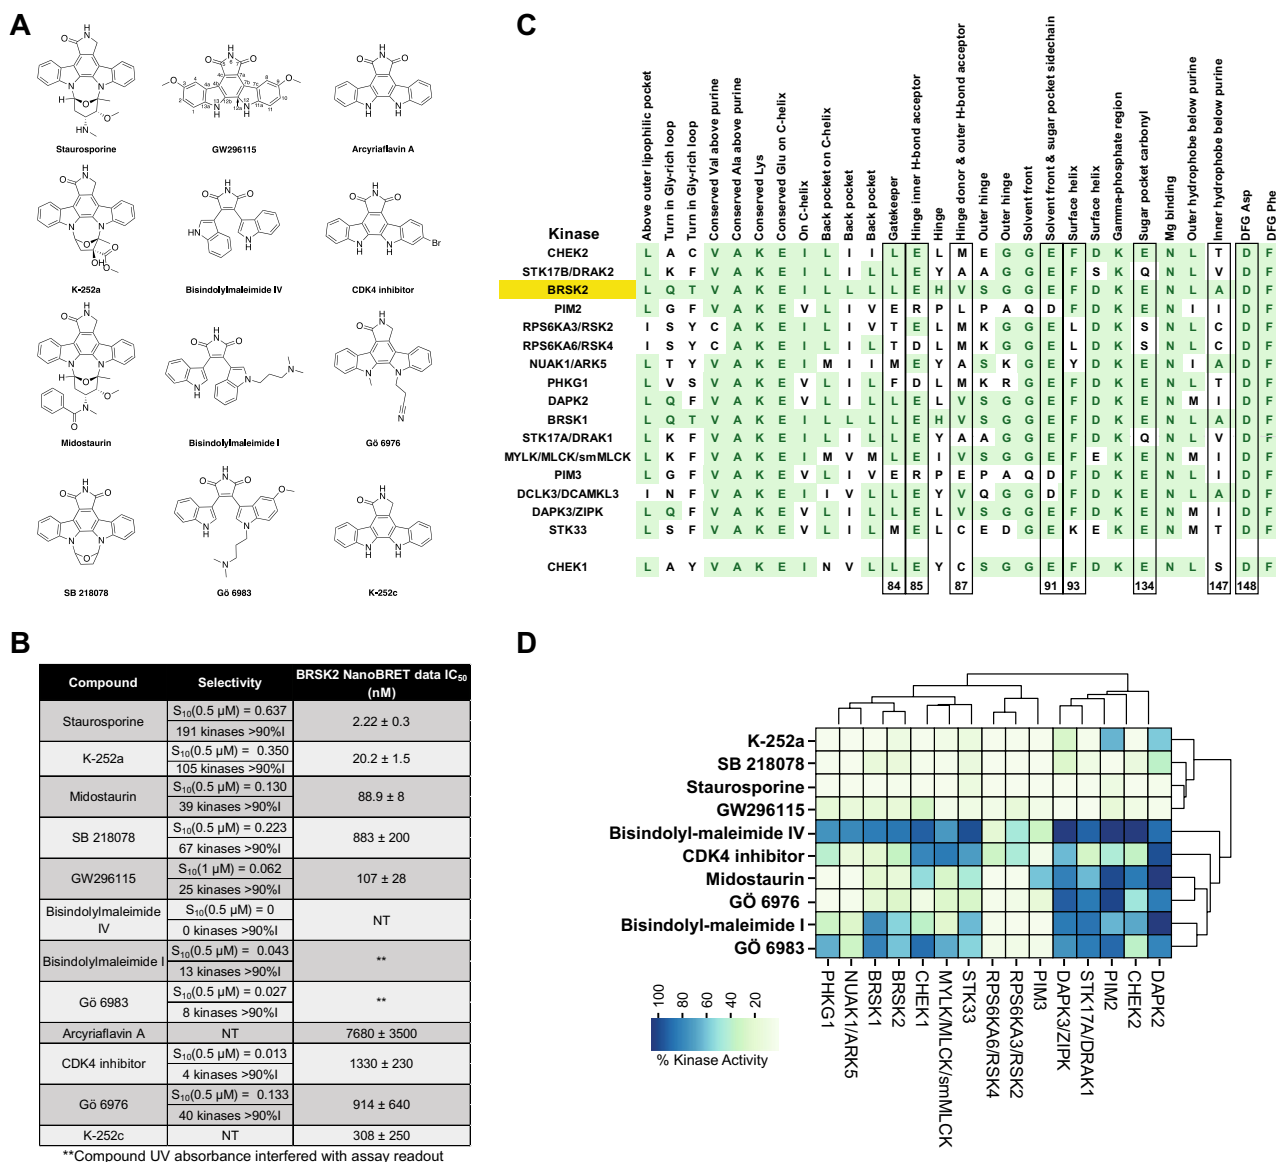 A
Staurosporine
GW296115
Arcyriaflavin A
K-252a
Bisindolylmaleimide IV
CDK4 inhibitor
Midostaurin
Bisindolylmaleimide I
Gö 6976
SB 218078
Gö 6983
K-252c
B
Compound Selectivity BRSK2 NanoBRET data IC50 (nM)
Staurosporine S10(0.5 µM) = 0.637 2.22 ± 0.3
191 kinases >90%I
K-252a S10(0.5 µM) = 0.350 20.2 ± 1.5
105 kinases >90%I
Midostaurin S10(0.5 µM) = 0.130 88.9 ± 8
39 kinases >90%I
SB 218078 S10(0.5 µM) = 0.223 883 ± 200
67 kinases >90%I
GW296115 S10(1 µM) = 0.062 107 ± 28
25 kinases >90%I
Bisindolylmaleimide IV S10(0.5 µM) = 0 NT
0 kinases >90%I
Bisindolylmaleimide I S10(0.5 µM) = 0.043 **
13 kinases >90%I
Gö 6983 S10(0.5 µM) = 0.027 **
8 kinases >90%I
Arcyriaflavin A NT 7680 ± 3500
CDK4 inhibitor S10(0.5 µM) = 0.013 1330 ± 230
4 kinases >90%I
Gö 6976 S10(0.5 µM) = 0.133 914 ± 640
40 kinases >90%I
K-252c NT 308 ± 250
**Compound UV absorbance interfered with assay readout
C
Kinase
Above outer lipophilic pocket
Turn in Gly-rich loop
Turn in Gly-rich loop
Conserved Val above purine
Conserved Ala above purine
Conserved Lys
Conserved Glu on C-helix
On C-helix
Back pocket on C-helix
Back pocket
Back pocket
Gatekeeper
Hinge inner H-bond acceptor
Hinge
Hinge donor & outer H-bond acceptor
Outer hinge
Outer hinge
Solvent front
Solvent front & sugar pocket sidechain
Surface helix
Surface helix
Gamma-phosphate region
Sugar pocket carbonyl
Mg binding
Outer hydrophobe below purine
Inner hydrophobe below purine
DFG Asp
DFG Phe
CHEK2 L A C V A K E I L I I L E L M E G G E F D K E N L T D F
STK17B/DRAK2 L K F V A K E I L I L L E Y A A G G E F S K Q N L V D F
BRSK2 L Q T V A K E I L L L L E H V S G G E F D K E N L A D F
PIM2 L G F V A K E V L I V E R P L P A Q D F D K E N I I D F
RPS6KA3/RSK2 I S Y C A K E I L I V T E L M K G G E L D K S N L C D F
RPS6KA6/RSK4 I S Y C A K E I L I L T D L M K G G E L D K S N L C D F
NUAK1/ARK5 L T Y V A K E I M I I M E Y A S K G E Y D K E N I A D F
PHKG1 L V S V A K E V L I L F D L M K R G E F D K E N L T D F
DAPK2 L Q F V A K E V L I L L E L V S G G E F D K E N M I D F
BRSK1 L Q T V A K E I L L L L E H V S G G E F D K E N L A D F
STK17A/DRAK1 L K F V A K E I L I L L E Y A A G G E F D K Q N L V D F
MYLK/MLCK/smMLCK L K F V A K E I M V M L E I V S G G E F E K E N M I D F
PIM3 L G F V A K E V L I V E R P E P A Q D F D K E N L I D F
DCLK3/DCAMKL3 I N F V A K E I I V L L E Y V Q G G D F D K E N L A D F
DAPK3/ZIPK L Q F V A K E V L I L L E L V S G G E F D K E N M I D F
STK33 L S F V A K E V L I L M E L C E D G E K E K E N M T D F
CHEK1 L A Y V A K E I N V L L E Y C S G G E F D K E N L S D F
84 85 87 91 93 134 147 148
D
K-252a
SB 218078
Staurosporine
GW296115
Bisindolyl-maleimide IV
CDK4 inhibitor
Midostaurin
GÖ 6976
Bisindolyl-maleimide I
GÖ 6983
PHKG1
NUAK1/ARK5
BRSK1
BRSK2
CHEK1
MYLK/MLCK/smMLCK
STK33
RPS6KA6/RSK4
RPS6KA3/RSK2
PIM3
DAPK3/ZIPK
STK17A/DRAK1
PIM2
CHEK2
DAPK2
100 80 60 40 20
% Kinase Activity